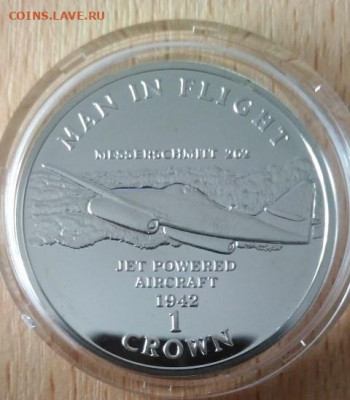 COINS.LAVE.RU
MAN IN FLIGHT
MESSERSCHMITT 262
JET POWERED
AIRCRAFT
1942
1
CROWN